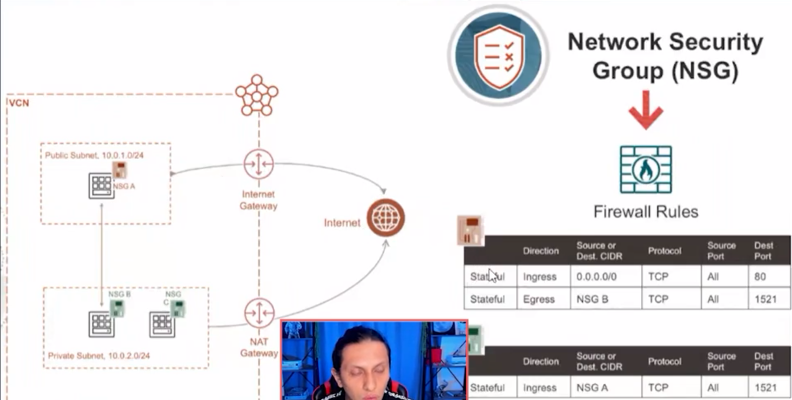 VCN
Public Subnet, 10.0.1.0/24
NSG A
Internet
Gateway
Internet
NSG B
NSG
C
Private Subnet, 10.0.2.0/24
NAT
Gateway
Network Security
Group (NSG)
Firewall Rules
Direction Source or Dest. CIDR Protocol Source Port Dest Port
Stateful Ingress 0.0.0.0/0 TCP All 80
Stateful Egress NSG B TCP All 1521
Direction Source or Dest. CIDR Protocol Source Port Dest Port
Stateful Ingress NSG A TCP All 1521